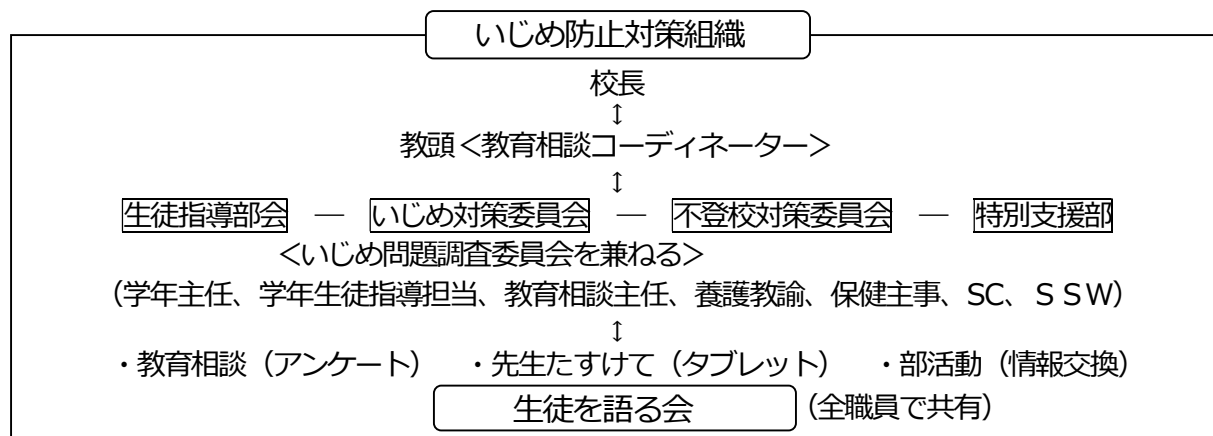 いじめ防止対策組織
校長
↕
教頭<教育相談コーディネーター>
↕
生徒指導部会 ― いじめ対策委員会 ― 不登校対策委員会 ― 特別支援部
<いじめ問題調査委員会を兼ねる>
（学年主任、学年生徒指導担当、教育相談主任、養護教諭、保健主事、SC、ＳＳＷ）
↕
・教育相談（アンケート） ・先生たすけて（タブレット） ・部活動（情報交換）
生徒を語る会 （全職員で共有）